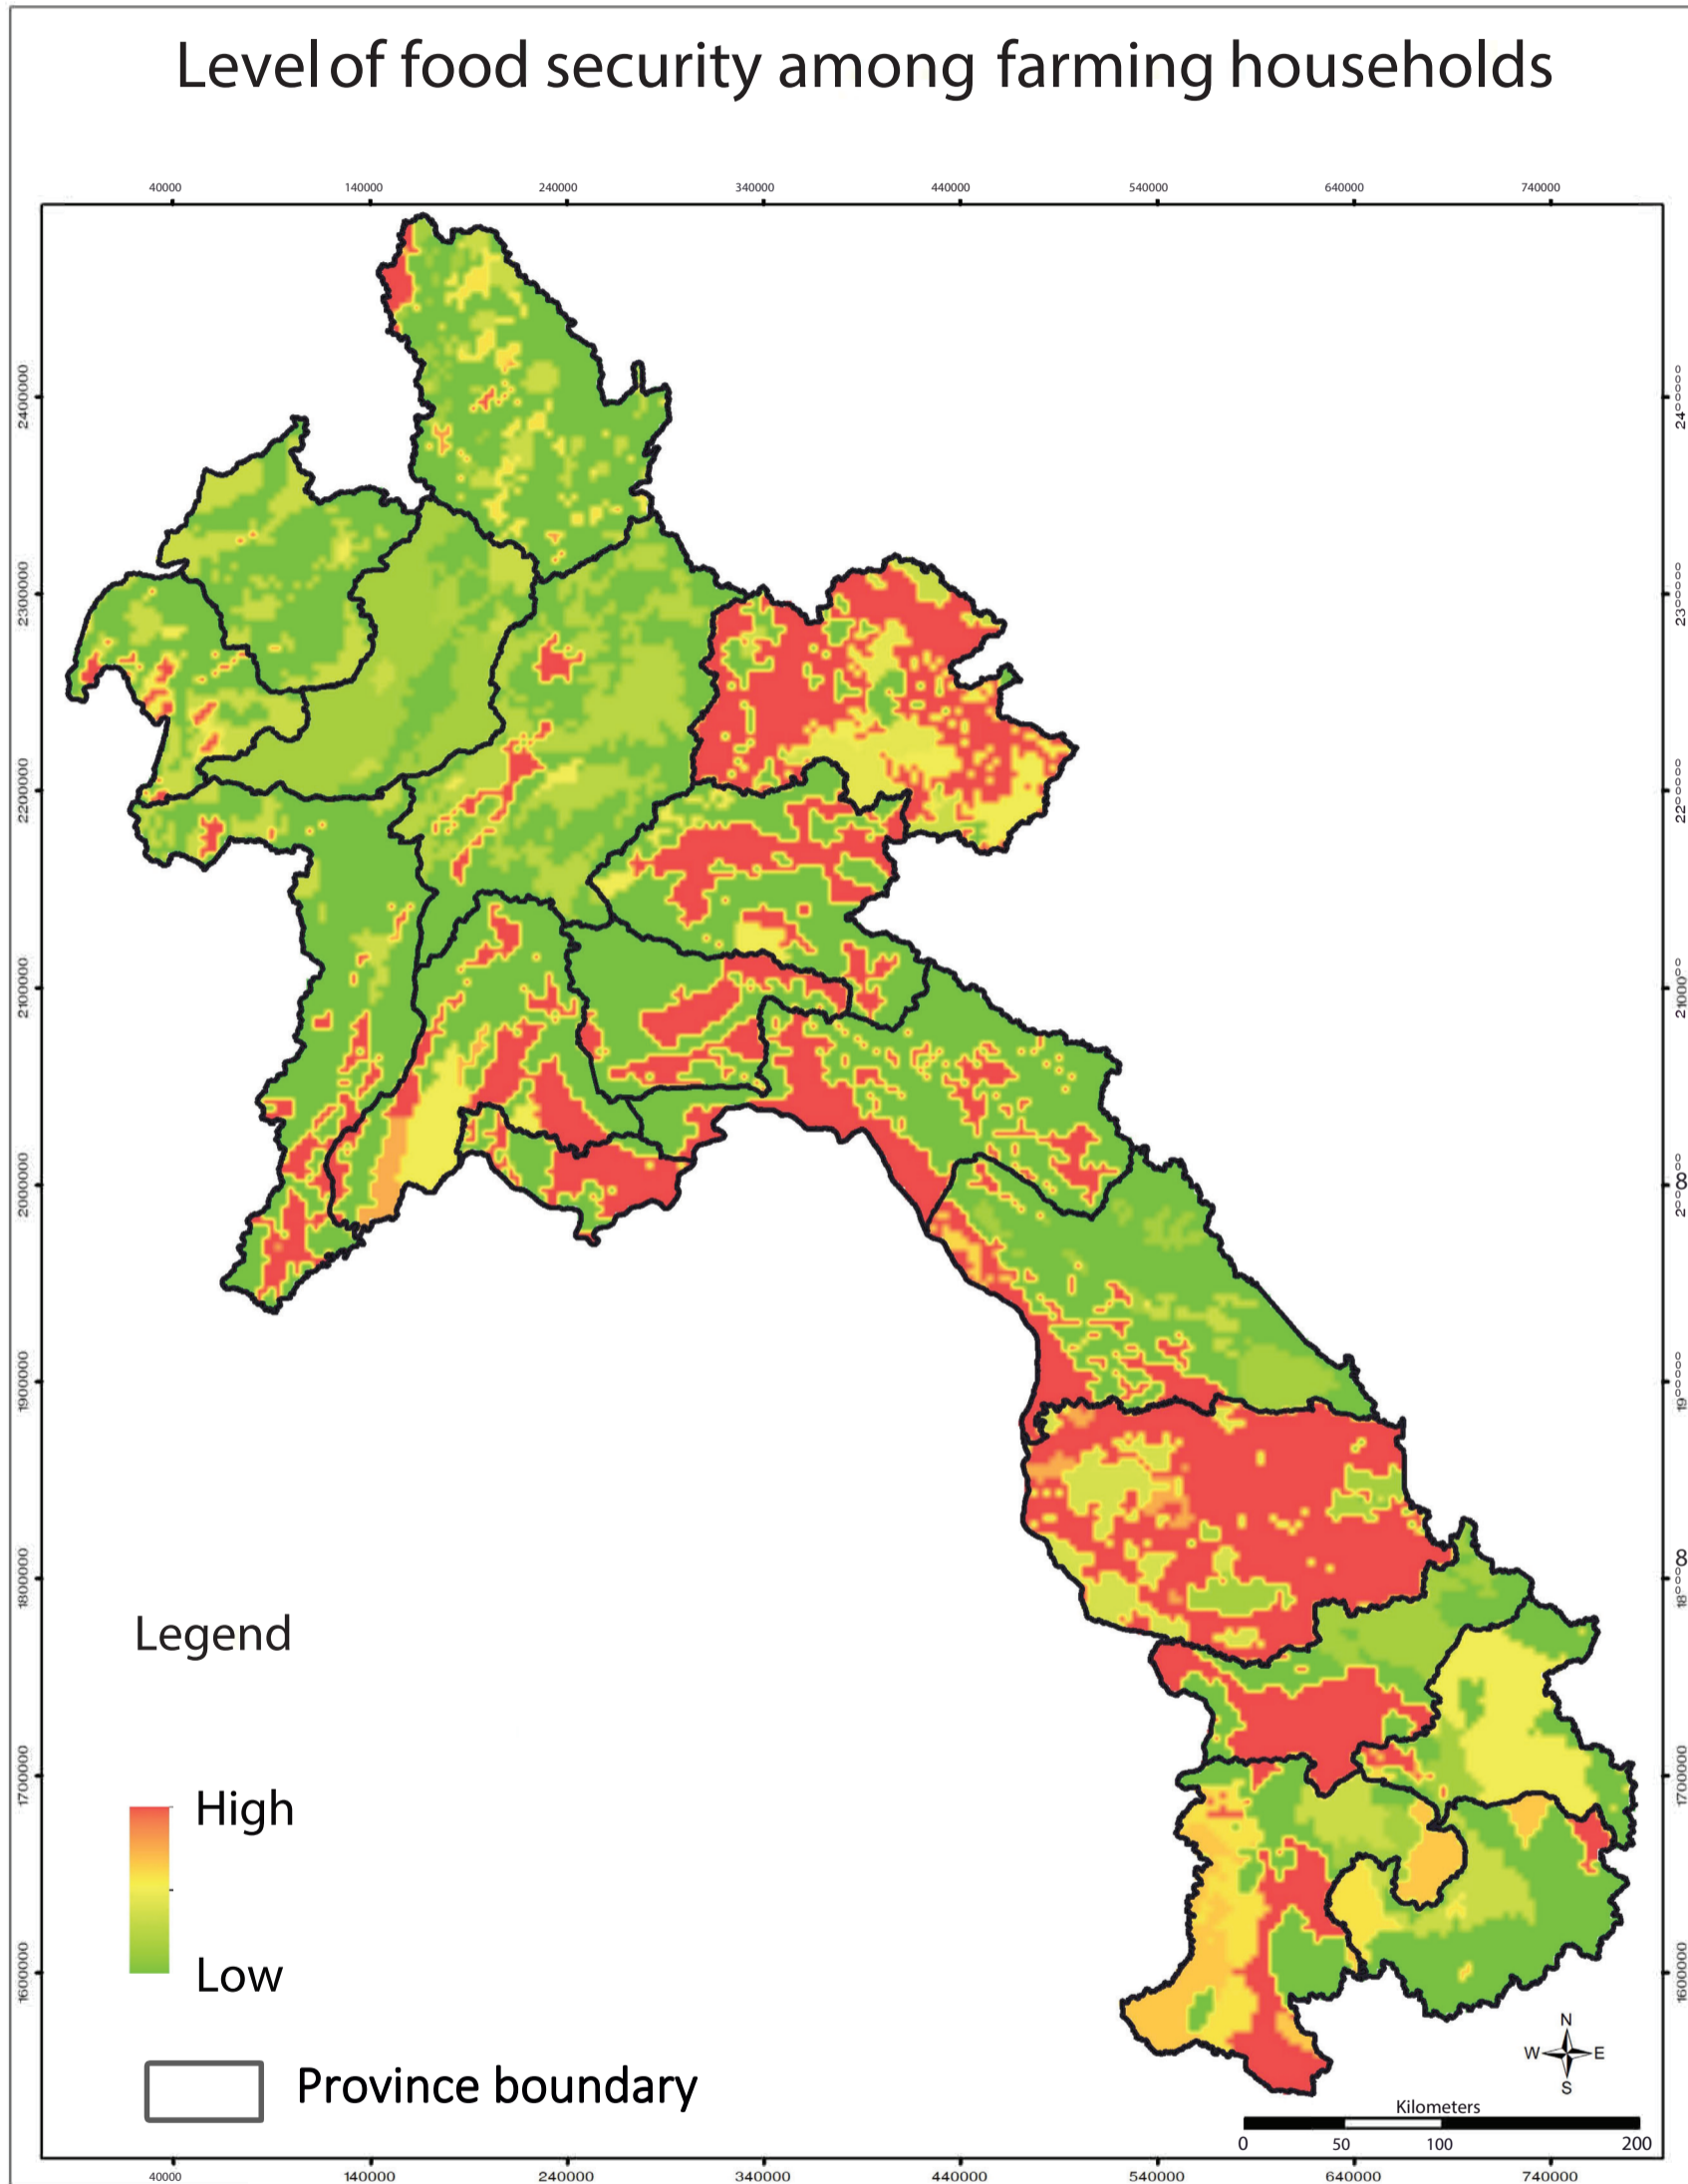 Level of food security among farming households
40000 140000 240000 340000 440000 540000 640000 740000
2400000
2300000
2200000
2100000
2000000
1900000
1800000
1700000
1600000
1700000
1600000
Legend
High
Low
Province boundary
N
W E
S
Kilometers
0 50 100 200
40000 140000 240000 340000 440000 540000 640000 740000